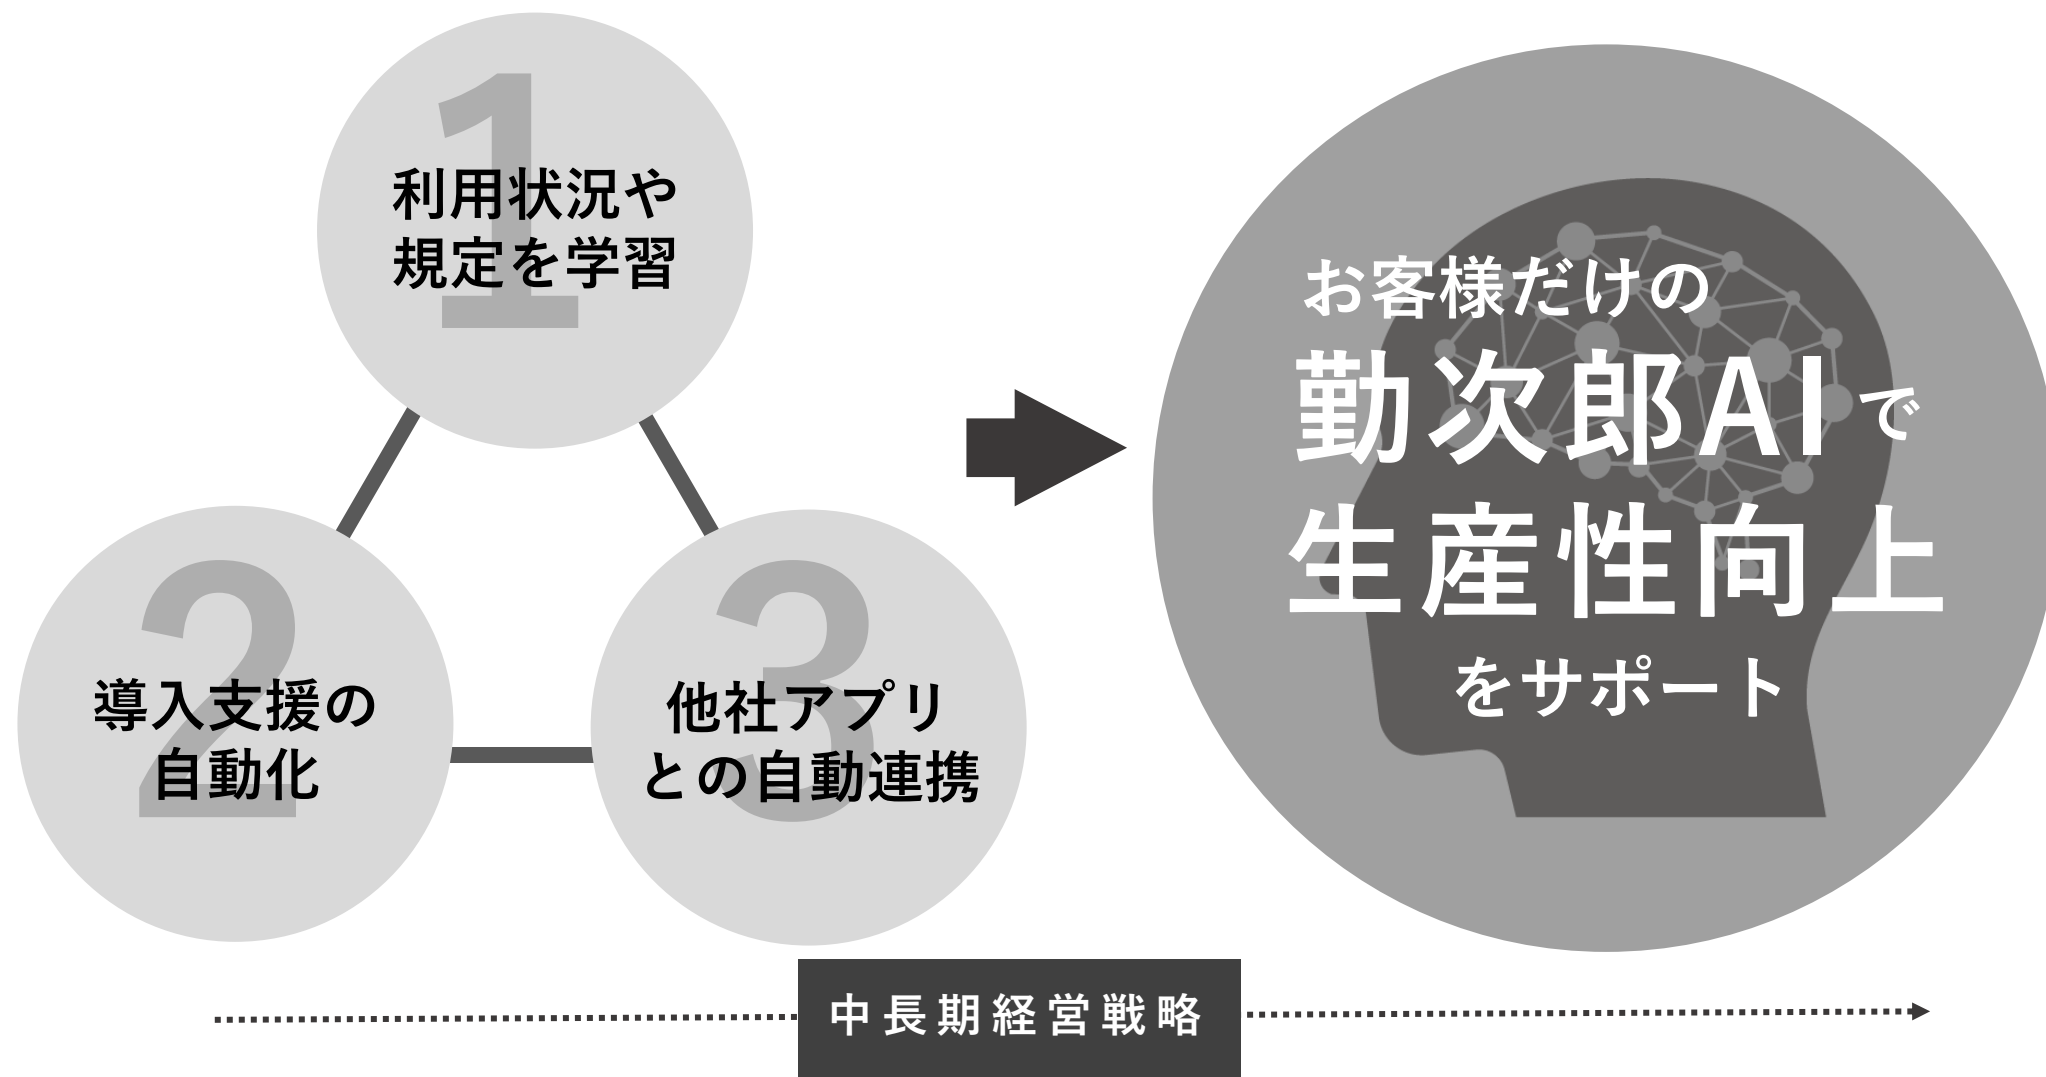 1
利用状況や
規定を学習
2
導入支援の
自動化
3
他社アプリ
との自動連携
お客様だけの
勤次郎AIで
生産性向上
をサポート
中長期経営戦略